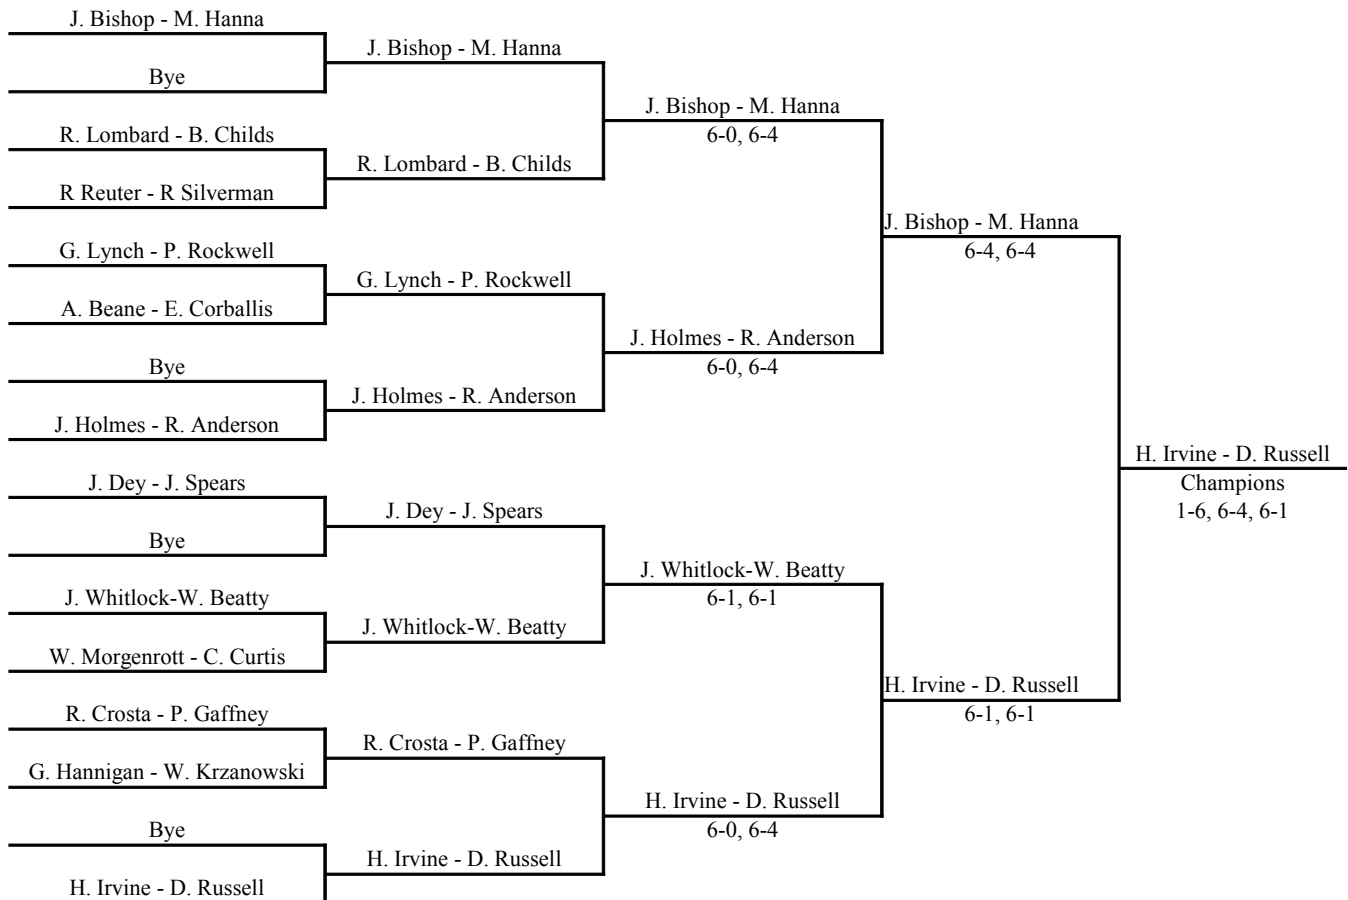 J. Bishop - M. Hanna
Bye
R. Lombard - B. Childs
R Reuter - R Silverman
G. Lynch - P. Rockwell
A. Beane - E. Corballis
Bye
J. Holmes - R. Anderson
J. Dey - J. Spears
Bye
J. Whitlock-W. Beatty
W. Morgenrott - C. Curtis
R. Crosta - P. Gaffney
G. Hannigan - W. Krzanowski
Bye
H. Irvine - D. Russell
J. Bishop - M. Hanna
R. Lombard - B. Childs
G. Lynch - P. Rockwell
J. Holmes - R. Anderson
J. Dey - J. Spears
J. Whitlock-W. Beatty
R. Crosta - P. Gaffney
H. Irvine - D. Russell
J. Bishop - M. Hanna
6-0, 6-4
J. Holmes - R. Anderson
6-0, 6-4
J. Whitlock-W. Beatty
6-1, 6-1
H. Irvine - D. Russell
6-0, 6-4
J. Bishop - M. Hanna
6-4, 6-4
H. Irvine - D. Russell
6-1, 6-1
H. Irvine - D. Russell
Champions
1-6, 6-4, 6-1